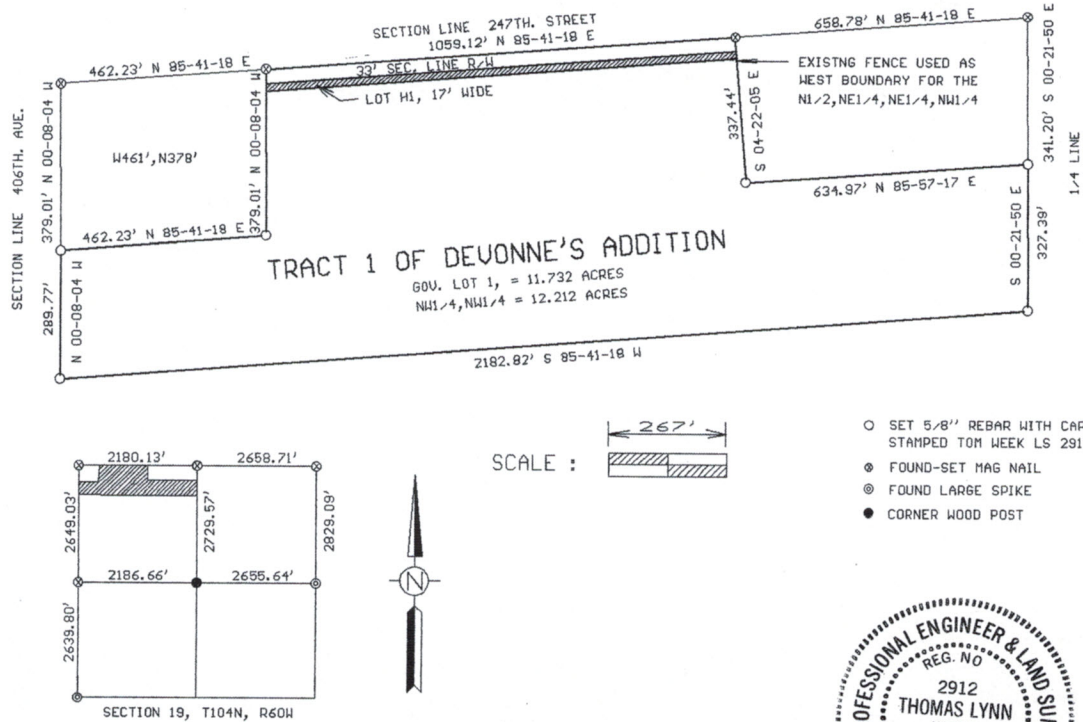 SECTION LINE 247TH. STREET
462.23' N 85-41-18 E
1059.12' N 85-41-18 E
658.78' N 85-41-18 E
33' SEC. LINE R/W
LOT H1, 17' WIDE
EXISTNG FENCE USED AS
WEST BOUNDARY FOR THE
N1/2,NE1/4,NE1/4,NW1/4
SECTION LINE 406TH. AVE.
379.01' N 00-08-04 W
W461',N378'
379.01' N 00-08-04 W
337.44'
S 04-22-05 E
341.20' S 00-21-50 E
1/4 LINE
462.23' N 85-41-18 E
634.97' N 85-57-17 E
289.77'
N 00-08-04 W
TRACT 1 OF DEVONNE'S ADDITION
GOV. LOT 1, = 11.732 ACRES
NW1/4,NW1/4 = 12.212 ACRES
S 00-21-50 E
327.39'
2182.82' S 85-41-18 W
SCALE :
267'
SET 5/8'' REBAR WITH CAP
STAMPED TOM WEEK LS 291
FOUND-SET MAG NAIL
FOUND LARGE SPIKE
CORNER WOOD POST
2180.13'
2658.71'
2649.03'
2729.57'
2829.09'
2186.66'
2655.64'
2639.80'
SECTION 19, T104N, R60W
N
OFESSIONAL ENGINEER & LAND SU
REG. NO
2912
THOMAS LYNN